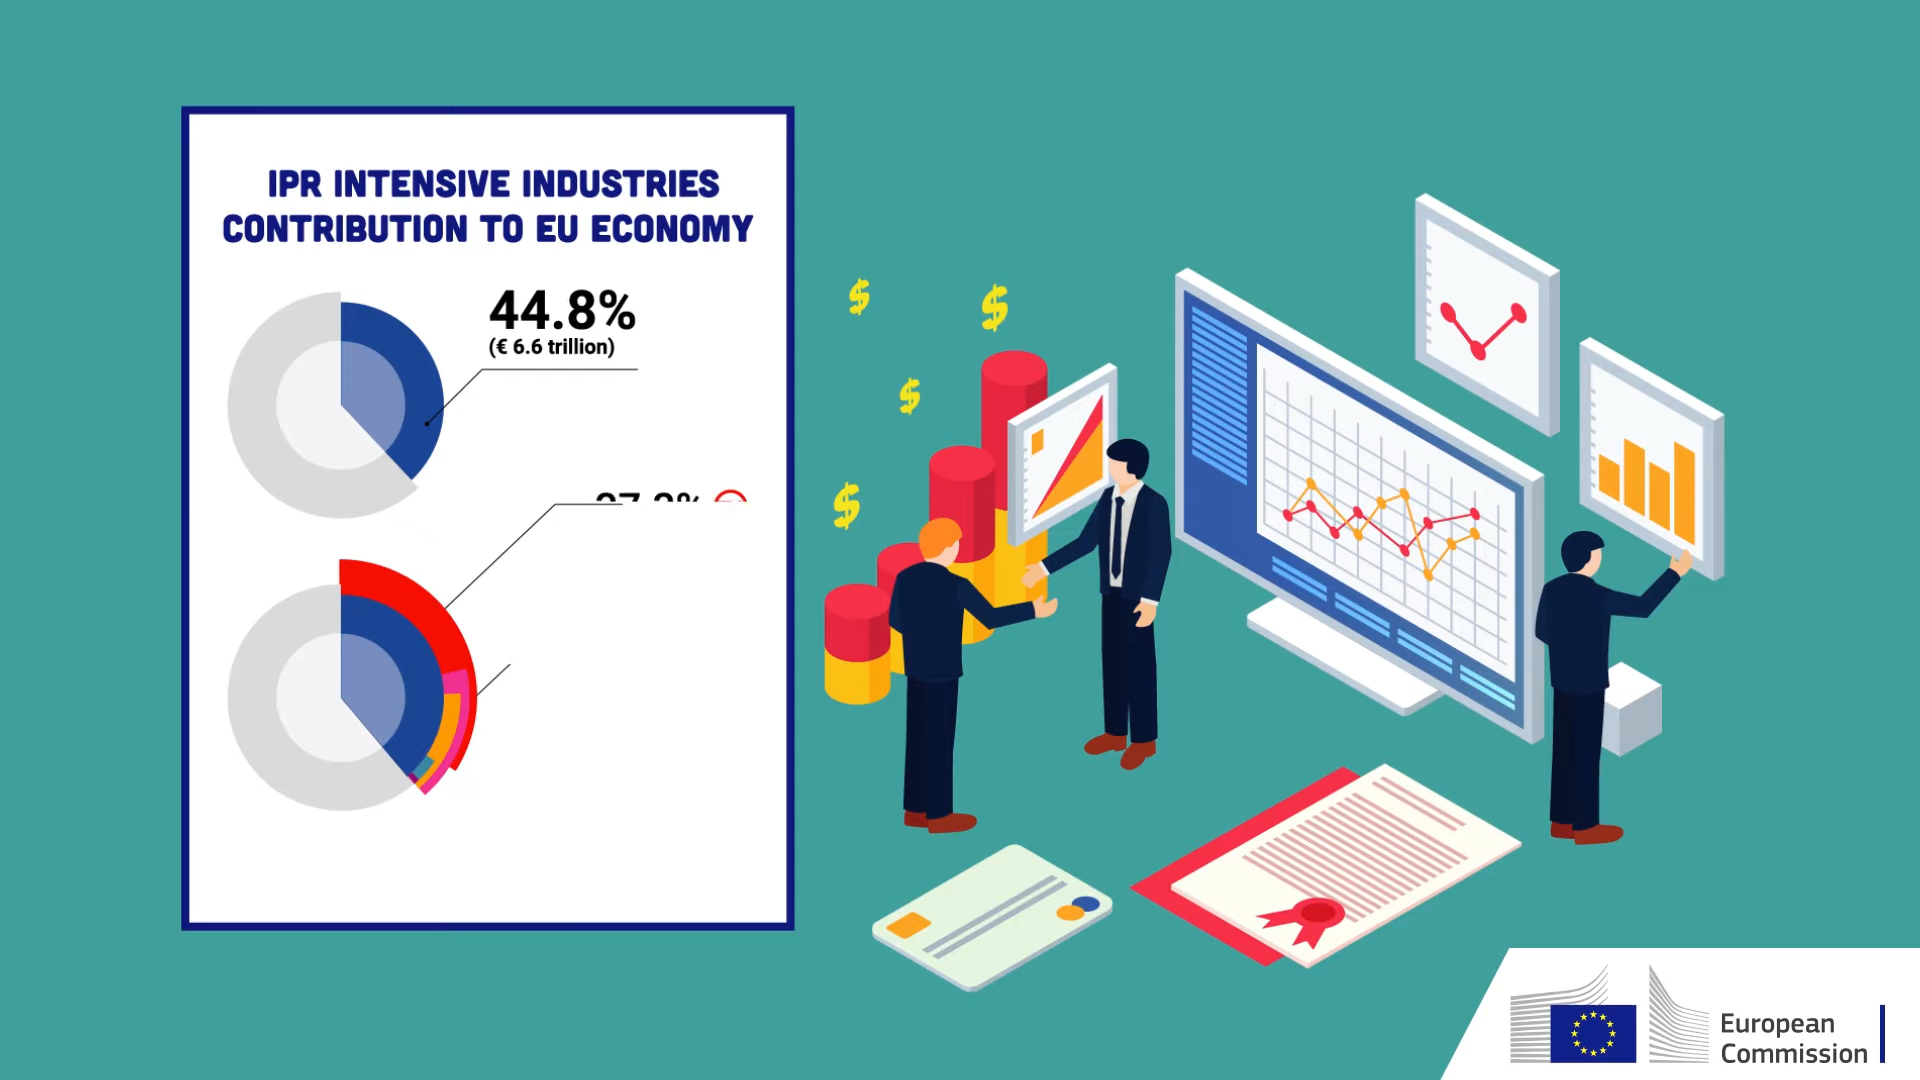 IPR INTENSIVE INDUSTRIES
CONTRIBUTION TO EU ECONOMY
44.8%
(€ 6.6 trillion)
$
$
$
$
European
Commission